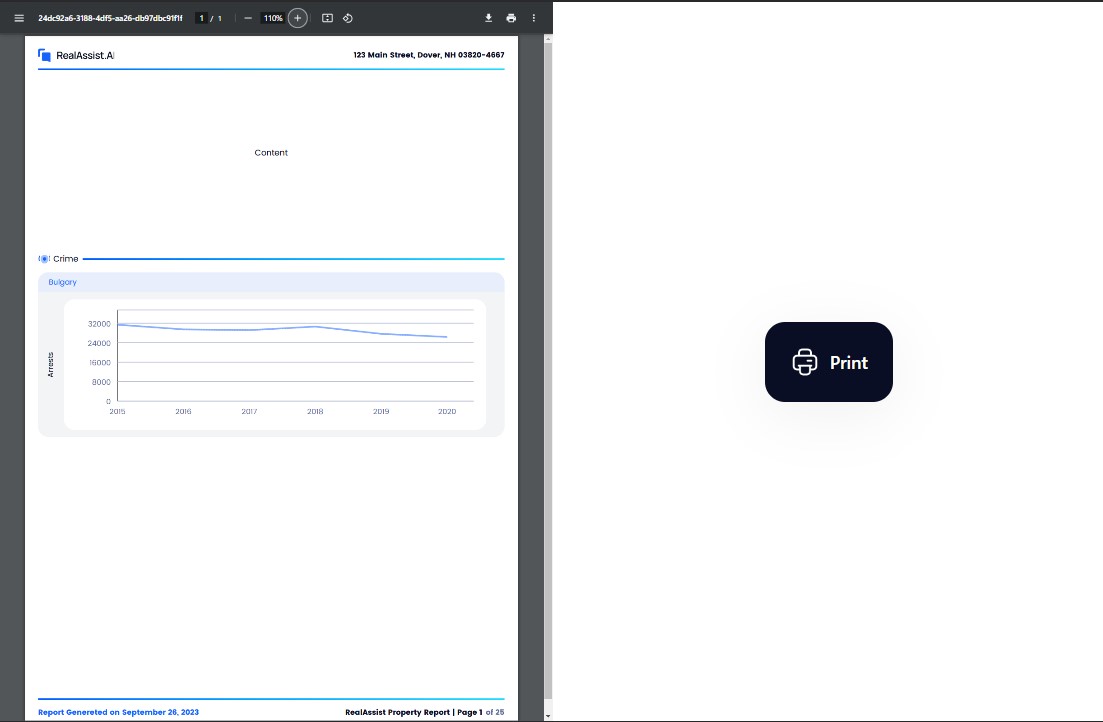 24dc92a6-3188-4df5-aa26-db97dbc91f1f
1 / 1
110%
RealAssist.AI
123 Main Street, Dover, NH 03820-4667
Content
Crime
Bulgary
Arrests
32000
24000
16000
8000
0
2015 2016 2017 2018 2019 2020
Report Genereted on September 26, 2023
RealAssist Property Report | Page 1 of 25
Print